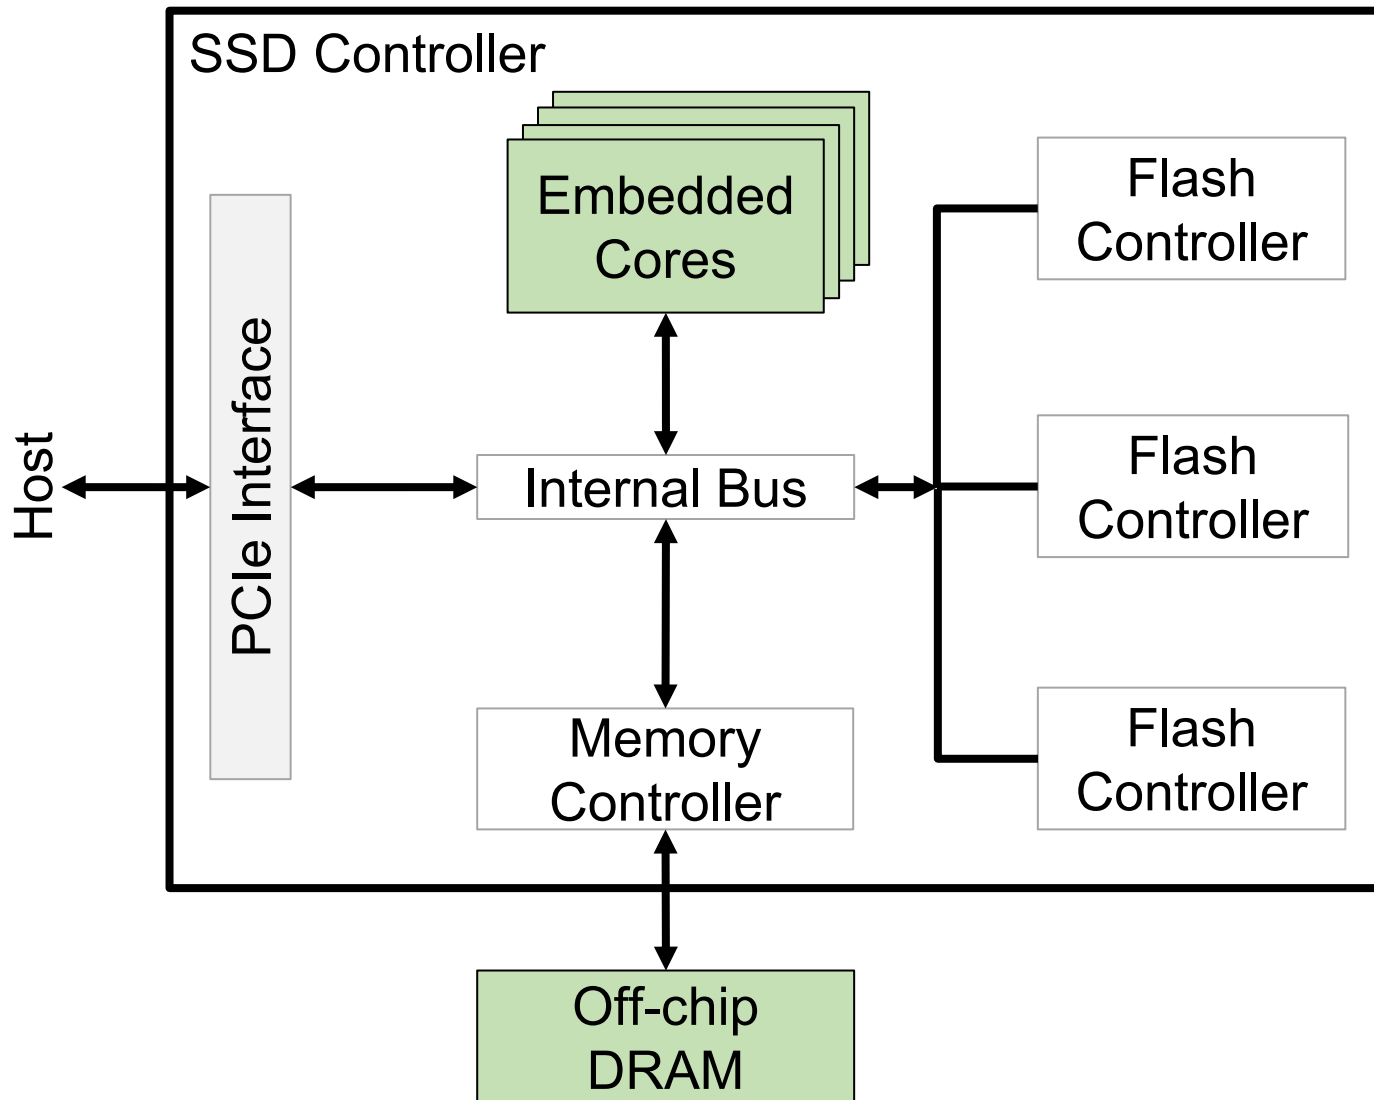 SSD Controller
Embedded
Cores
Flash
Controller
Host
PCIe Interface
Internal Bus
Flash
Controller
Memory
Controller
Flash
Controller
Off-chip
DRAM